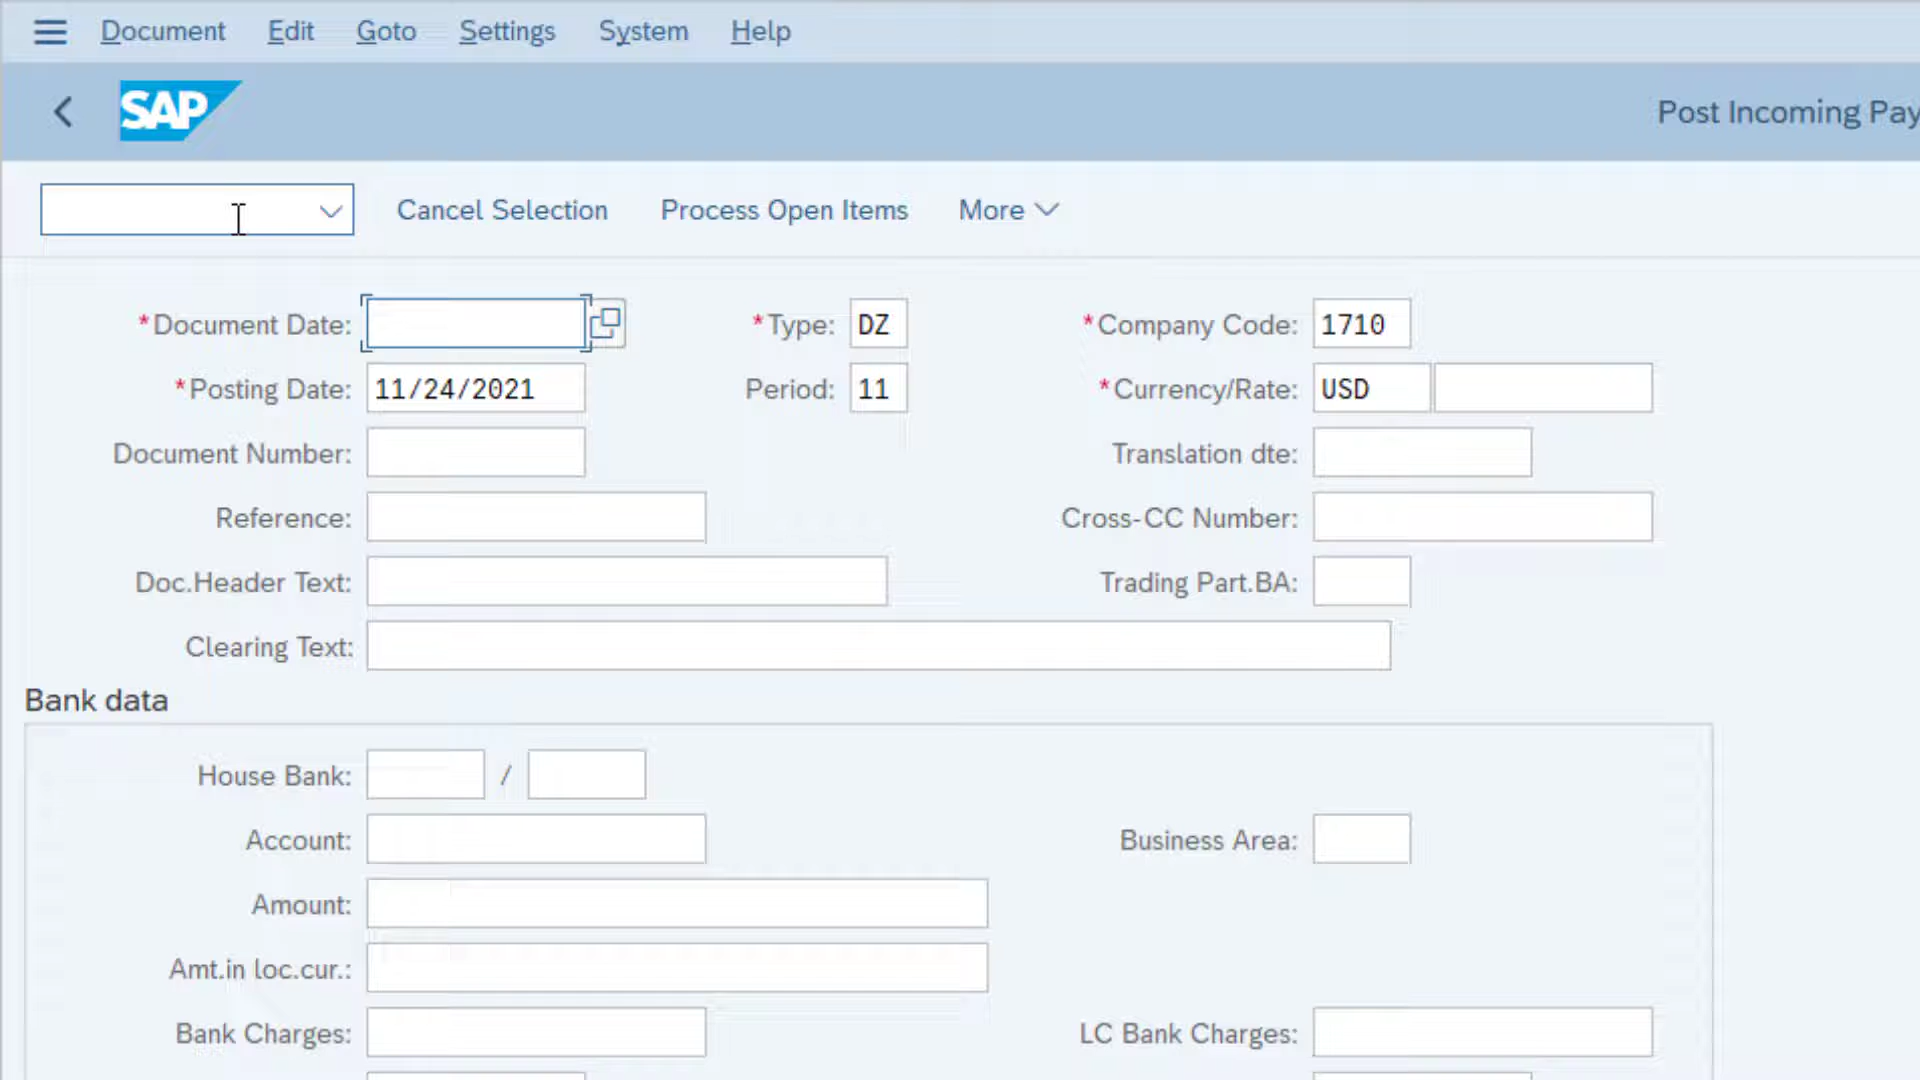 Document Edit Goto Settings System Help
SAP Post Incoming Pay
Cancel Selection Process Open Items More
*Document Date: *Type: DZ *Company Code: 1710
*Posting Date: 11/24/2021 Period: 11 *Currency/Rate: USD
Document Number: Translation dte:
Reference: Cross-CC Number:
Doc.Header Text: Trading Part.BA:
Clearing Text:
Bank data
House Bank: /
Account: Business Area:
Amount:
Amt.in loc.cur.:
Bank Charges: LC Bank Charges: